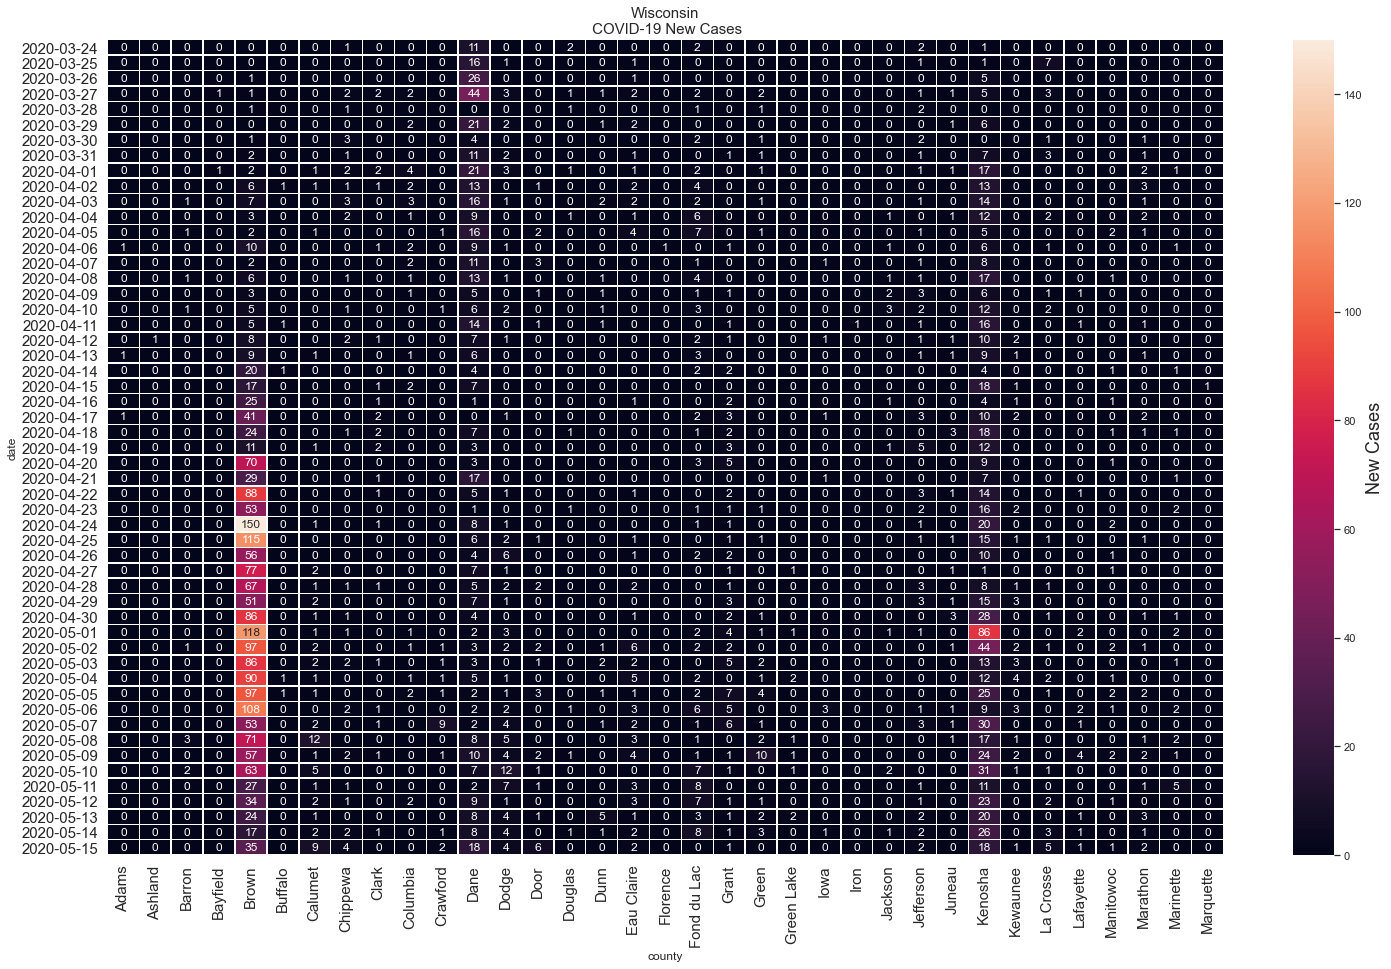 Wisconsin
COVID-19 New Cases
2020-03-24 0 0 0 0 0 0 0 1 0 0 0 11 0 0 2 0 0 0 2 0 0 0 0 0 0 2 0 1 0 0 0 0 0 0 0
2020-03-25 0 0 0 0 0 0 0 0 0 0 0 16 1 0 0 0 1 0 0 0 0 0 0 0 0 1 0 1 0 7 0 0 0 0 0
2020-03-26 0 0 0 0 1 0 0 0 0 0 0 26 0 0 0 0 1 0 0 0 0 0 0 0 0 0 0 5 0 0 0 0 0 0 0
2020-03-27 0 0 0 1 1 0 0 2 2 2 0 44 3 0 1 1 2 0 2 0 2 0 0 0 0 1 1 5 0 3 0 0 0 0 0
2020-03-28 0 0 0 0 1 0 0 1 0 0 0 0 0 0 1 0 0 0 1 0 1 0 0 0 0 2 0 0 0 0 0 0 0 0 0
2020-03-29 0 0 0 0 0 0 0 0 0 2 0 21 2 0 0 1 2 0 0 0 0 0 0 0 0 0 1 6 0 0 0 0 0 0 0
2020-03-30 0 0 0 0 1 0 0 3 0 0 0 4 0 0 0 0 0 0 2 0 1 0 0 0 0 2 0 0 0 1 0 0 1 0 0
2020-03-31 0 0 0 0 2 0 0 1 0 0 0 11 2 0 0 0 1 0 0 1 1 0 0 0 0 1 0 7 0 3 0 0 1 0 0
2020-04-01 0 0 0 1 2 0 1 2 2 4 0 21 3 0 1 0 1 0 2 0 1 0 0 0 0 1 1 17 0 0 0 0 2 1 0
2020-04-02 0 0 0 0 6 1 1 1 1 2 0 13 0 1 0 0 2 0 4 0 0 0 0 0 0 0 0 13 0 0 0 0 3 0 0
2020-04-03 0 0 1 0 7 0 0 3 0 3 0 16 1 0 0 2 2 0 2 0 1 0 0 0 0 1 0 14 0 0 0 0 1 0 0
2020-04-04 0 0 0 0 3 0 0 2 0 1 0 9 0 0 1 0 1 0 6 0 0 0 0 0 1 0 1 12 0 2 0 0 2 0 0
2020-04-05 0 0 1 0 2 0 1 0 0 0 1 16 0 2 0 0 4 0 7 0 1 0 0 0 0 1 0 5 0 0 0 2 1 0 0
2020-04-06 1 0 0 0 10 0 0 0 1 2 0 9 1 0 0 0 0 1 0 1 0 0 0 0 1 0 0 6 0 1 0 0 0 1 0
2020-04-07 0 0 0 0 2 0 0 0 0 2 0 11 0 3 0 0 0 0 1 0 0 0 1 0 0 1 0 8 0 0 0 0 0 0 0
2020-04-08 0 0 1 0 6 0 0 1 0 1 0 13 1 0 0 1 0 0 4 0 0 0 0 0 1 1 0 17 0 0 0 1 0 0 0
2020-04-09 0 0 0 0 3 0 0 0 0 1 0 5 0 1 0 1 0 0 1 1 0 0 0 0 2 3 0 6 0 1 1 0 0 0 0
2020-04-10 0 0 1 0 5 0 0 1 0 0 1 6 2 0 0 1 0 0 3 0 0 0 0 0 3 2 0 12 0 2 0 0 0 0 0
2020-04-11 0 0 0 0 5 1 0 0 0 0 0 14 0 1 0 1 0 0 0 1 0 0 0 1 0 1 0 16 0 0 1 0 1 0 0
2020-04-12 0 1 0 0 8 0 0 2 1 0 0 7 1 0 0 0 0 0 2 1 0 0 1 0 0 1 1 10 2 0 0 0 0 0 0
2020-04-13 1 0 0 0 9 0 1 0 0 1 0 6 0 0 0 0 0 0 3 0 0 0 0 0 0 1 1 9 1 0 0 0 0 0 0
2020-04-14 0 0 0 0 20 1 0 0 0 0 0 4 0 0 0 0 0 0 2 2 0 0 0 0 0 0 0 4 0 0 0 1 0 1 0
2020-04-15 0 0 0 0 17 0 0 0 1 2 0 7 0 0 0 0 0 0 0 0 0 0 0 0 0 0 0 18 1 0 0 0 0 0 1
2020-04-16 0 0 0 0 25 0 0 0 1 0 0 1 0 0 0 0 1 0 0 2 0 0 0 0 1 0 0 4 1 0 0 1 0 0 0
2020-04-17 1 0 0 0 41 0 0 0 2 0 0 0 1 0 0 0 0 0 2 3 0 0 1 0 0 3 0 10 2 0 0 0 2 0 0
2020-04-18 0 0 0 0 24 0 0 1 2 0 0 7 0 0 1 0 0 0 1 2 0 0 0 0 0 0 3 18 0 0 0 1 1 1 0
2020-04-19 0 0 0 0 11 0 1 0 2 0 0 3 0 0 0 0 0 0 0 3 0 0 0 0 1 5 0 12 0 0 0 0 0 0 0
2020-04-20 0 0 0 0 70 0 0 0 0 0 0 3 0 0 0 0 0 0 3 5 0 0 0 0 0 0 0 9 0 0 0 1 0 0 0
2020-04-21 0 0 0 0 29 0 0 0 1 0 0 17 0 0 0 0 0 0 0 0 0 0 1 0 0 0 0 7 0 0 0 0 0 1 0
2020-04-22 0 0 0 0 88 0 0 0 1 0 0 5 1 0 0 0 1 0 0 2 0 0 0 0 0 3 1 14 0 0 1 0 0 0 0
2020-04-23 0 0 0 0 53 0 0 0 0 0 0 1 0 0 1 0 0 0 1 1 1 0 0 0 0 2 0 16 2 0 0 0 0 2 0
2020-04-24 0 0 0 0 150 0 1 0 1 0 0 8 1 0 0 0 0 0 1 1 0 0 0 0 0 1 0 20 0 0 0 2 0 0 0
2020-04-25 0 0 0 0 115 0 0 0 0 0 0 6 2 1 0 0 1 0 0 1 1 0 0 0 0 1 1 15 1 1 0 0 1 0 0
2020-04-26 0 0 0 0 56 0 0 0 0 0 0 4 6 0 0 0 1 0 2 2 0 0 0 0 0 0 0 10 0 0 0 1 0 0 0
2020-04-27 0 0 0 0 77 0 2 0 0 0 0 7 1 0 0 0 0 0 0 1 0 1 0 0 0 0 1 1 0 0 0 1 0 0 0
2020-04-28 0 0 0 0 67 0 1 1 1 0 0 5 2 2 0 0 2 0 0 1 0 0 0 0 0 3 0 8 1 1 0 0 0 0 0
2020-04-29 0 0 0 0 51 0 2 0 0 0 0 7 1 0 0 0 0 0 0 3 0 0 0 0 0 3 1 15 3 0 0 0 0 0 0
2020-04-30 0 0 0 0 86 0 1 1 0 0 0 4 0 0 0 0 1 0 0 2 1 0 0 0 0 0 3 28 0 1 0 0 1 1 0
2020-05-01 0 0 0 0 118 0 1 1 0 1 0 2 3 0 0 0 0 0 2 4 1 1 0 0 1 1 0 86 0 0 2 0 0 2 0
2020-05-02 0 0 1 0 97 0 2 0 0 1 1 3 2 2 0 1 6 0 2 2 0 0 0 0 0 0 1 44 2 1 0 2 1 0 0
2020-05-03 0 0 0 0 86 0 2 2 1 0 1 3 0 1 0 2 2 0 0 5 2 0 0 0 0 0 0 13 3 0 0 0 0 1 0
2020-05-04 0 0 0 0 90 1 1 0 0 1 1 5 1 0 0 0 5 0 2 0 1 2 0 0 0 0 0 12 4 2 0 1 0 0 0
2020-05-05 0 0 0 0 97 1 1 0 0 2 1 2 1 3 0 1 1 0 2 7 4 0 0 0 0 0 0 25 0 1 0 2 2 0 0
2020-05-06 0 0 0 0 108 0 0 2 1 0 0 2 2 0 1 0 3 0 6 5 0 0 3 0 0 1 1 9 3 0 2 1 0 2 0
2020-05-07 0 0 0 0 53 0 2 0 1 0 9 2 4 0 0 1 2 0 1 6 1 0 0 0 0 3 1 30 0 0 1 0 0 0 0
2020-05-08 0 0 3 0 71 0 12 0 0 0 0 8 5 0 0 0 3 0 1 0 2 1 0 0 0 0 1 17 1 0 0 0 1 2 0
2020-05-09 0 0 0 0 57 0 1 2 1 0 1 10 4 2 1 0 4 0 1 1 10 1 0 0 0 0 0 24 2 0 4 2 2 1 0
2020-05-10 0 0 2 0 63 0 5 0 0 0 0 7 12 1 0 0 0 0 7 1 0 1 0 0 2 0 0 31 1 1 0 0 0 0 0
2020-05-11 0 0 0 0 27 0 1 1 0 0 0 2 7 1 0 0 3 0 8 0 0 0 0 0 0 1 0 11 0 0 0 0 1 5 0
2020-05-12 0 0 0 0 34 0 2 1 0 2 0 9 1 0 0 0 3 0 7 1 1 0 0 0 0 2 0 23 0 2 0 1 0 0 0
2020-05-13 0 0 0 0 24 0 1 0 0 0 0 8 4 1 0 5 1 0 3 1 2 2 0 0 0 2 0 20 0 0 1 0 3 0 0
2020-05-14 0 0 0 0 17 0 2 2 1 0 1 8 4 0 1 1 2 0 8 1 3 0 1 0 1 2 0 26 0 3 1 0 1 0 0
2020-05-15 0 0 0 0 35 0 9 4 0 0 2 18 4 6 0 0 2 0 0 1 0 0 0 0 0 2 0 18 1 5 1 1 2 0 0
date
Adams Ashland Barron Bayfield Brown Buffalo Calumet Chippewa Clark Columbia Crawford Dane Dodge Door Douglas Dunn Eau Claire Florence Fond du Lac Grant Green Green Lake Iowa Iron Jackson Jefferson Juneau Kenosha Kewaunee La Crosse Lafayette Manitowoc Marathon Marinette Marquette
county
140
120
100
80
60
40
20
0
New Cases